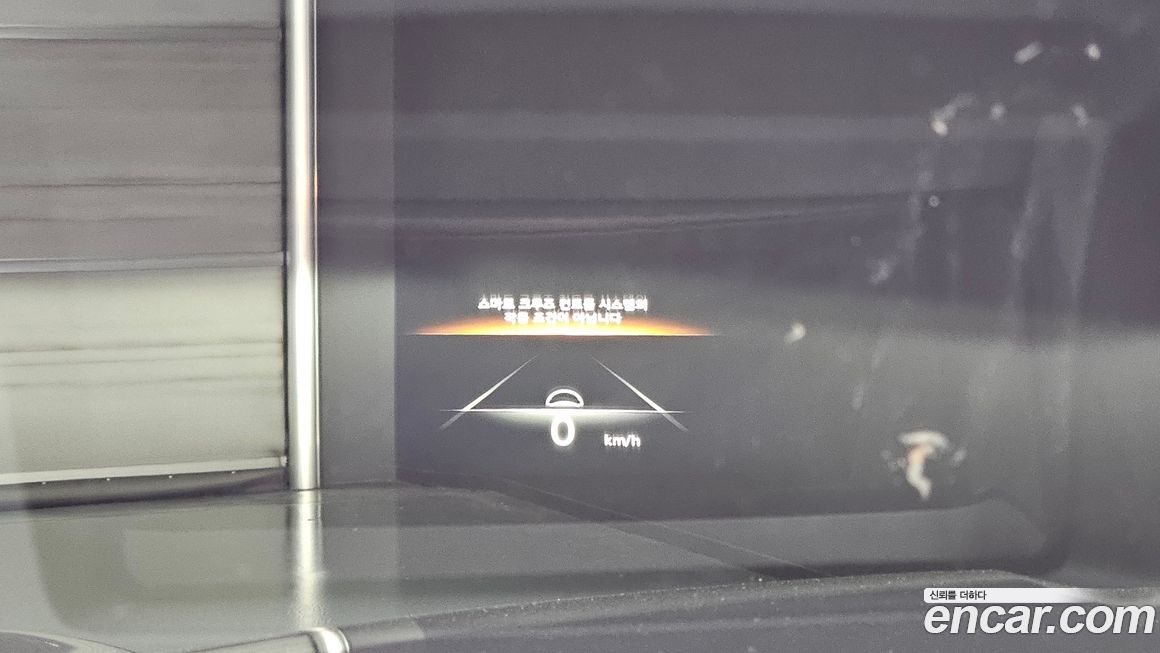 스마트 크루즈 컨트롤 시스템의
작동 조건이 아닙니다
0 km/h
신뢰를 더하다
encar.com